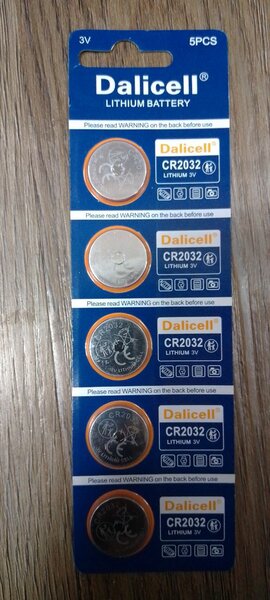 3V 5PCS
Dalicell®
LITHIUM BATTERY
Please read WARNING on the back before use
Dalicell
CR2032
LITHIUM 3V
Please read WARNING on the back before use
Dalicell
CR2032
LITHIUM 3V
Please read WARNING on the back before use
CR2032
Dalicell
CR2032
LITHIUM 3V
Please read WARNING on the back before use
Dalicell
CR2032
LITHIUM 3V
Please read WARNING on the back before use
Dalicell
CR2032
LITHIUM 3V